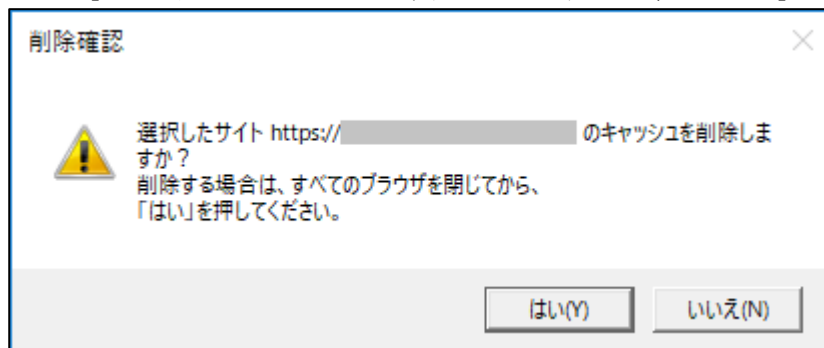 削除確認
選択したサイト https:// のキャッシュを削除しま
すか?
削除する場合は、すべてのブラウザを閉じてから、
「はい」を押してください。
はい(Y) いいえ(N)